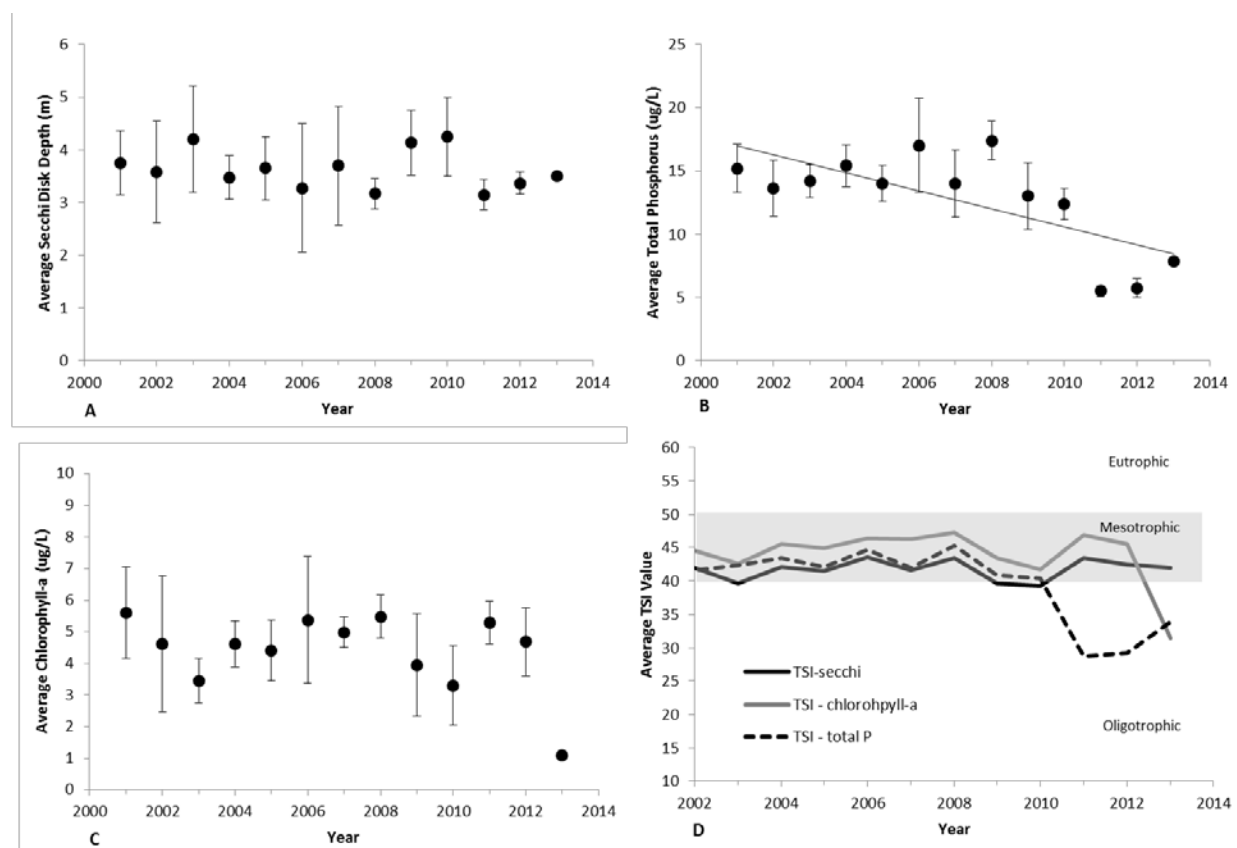 Average Secchi Disk Depth (m)
6
5
4
3
2
1
0
2000 2002 2004 2006 2008 2010 2012 2014
Year
A
Average Total Phosphorus (ug/L)
25
20
15
10
5
0
2000 2002 2004 2006 2008 2010 2012 2014
Year
B
Average Chlorophyll-a (ug/L)
10
9
8
7
6
5
4
3
2
1
0
2000 2002 2004 2006 2008 2010 2012 2014
Year
C
Average TSI Value
60
55
50
45
40
35
30
25
20
15
10
Eutrophic
Mesotrophic
Oligotrophic
TSI-secchi
TSI - chlorohpyll-a
TSI - total P
2002 2004 2006 2008 2010 2012 2014
Year
D